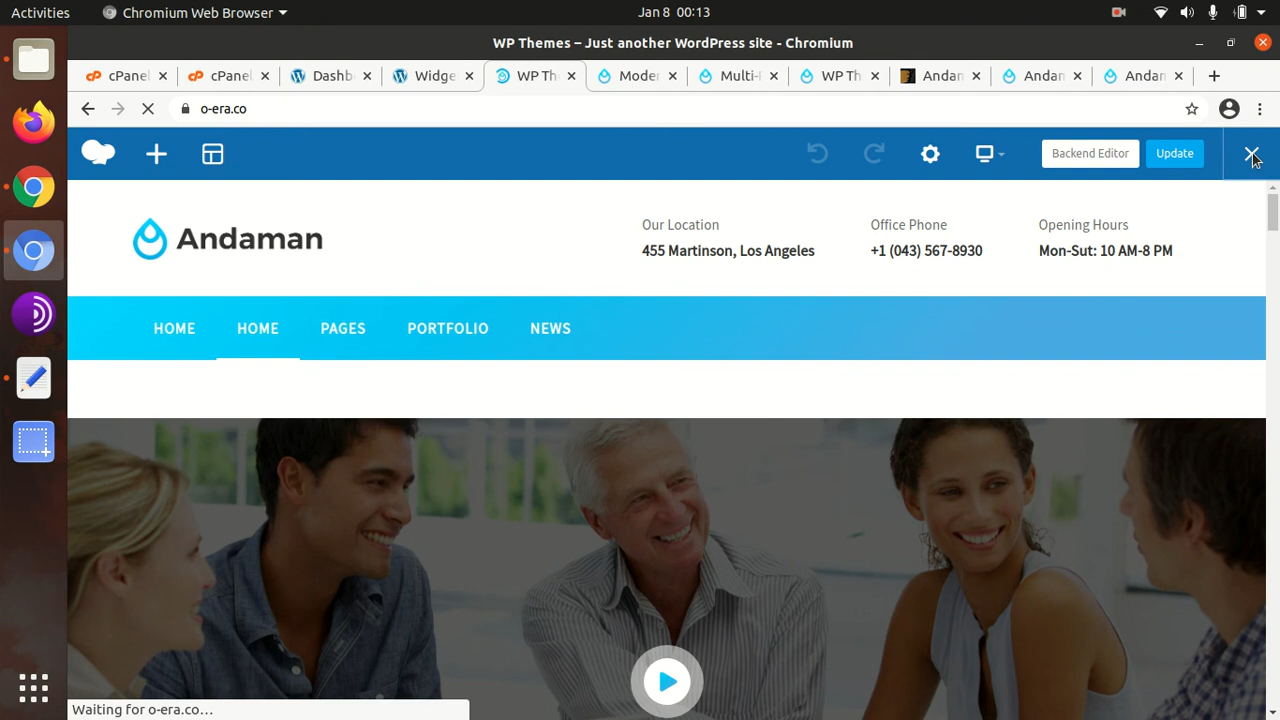 Activities
Chromium Web Browser
Jan 8 00:13
WP Themes – Just another WordPress site - Chromium
cPanel
cPanel
Dashb
Widge
WP Th
Moder
Multi-
WP Th
Andam
Andan
Andan
o-era.co
Backend Editor
Update
Andaman
Our Location
455 Martinson, Los Angeles
Office Phone
+1 (043) 567-8930
Opening Hours
Mon-Sut: 10 AM-8 PM
HOME
HOME
PAGES
PORTFOLIO
NEWS
Waiting for o-era.co...